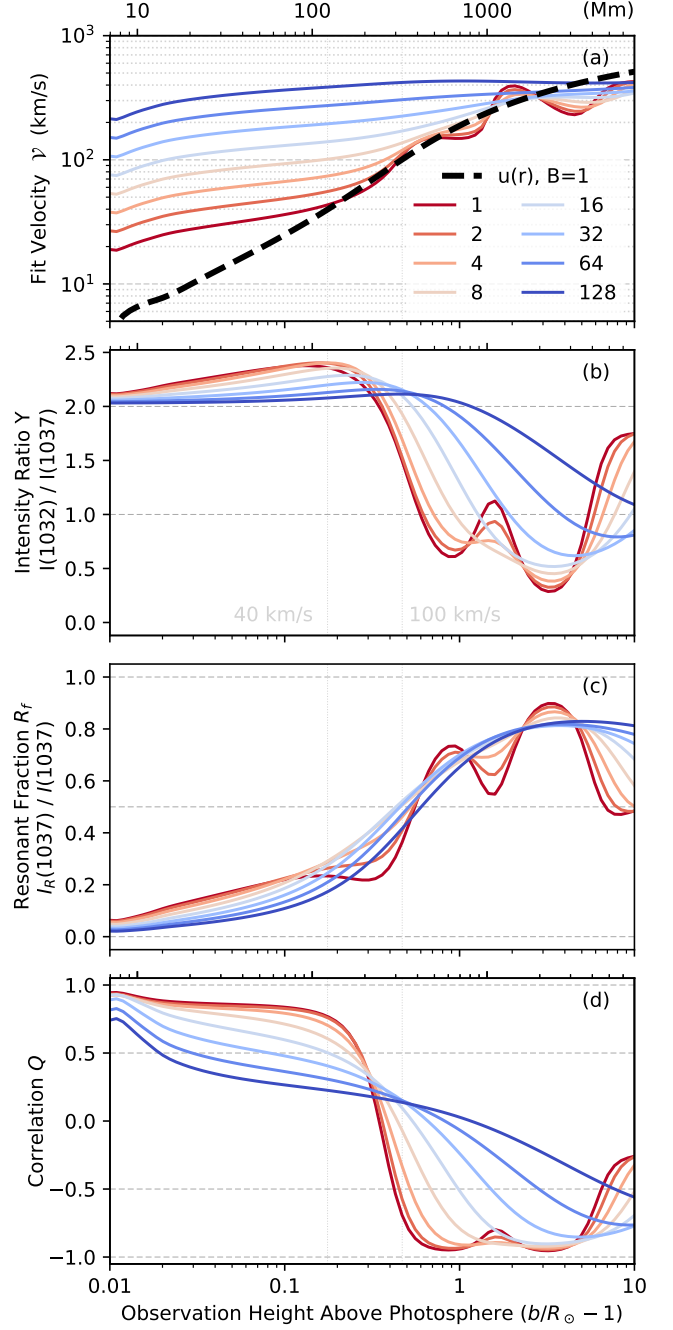 10 100 1000 (Mm)
(a)
Fit Velocity 𝒱 (km/s)
10³
10²
10¹
u(r), B=1
1 16
2 32
4 64
8 128
(b)
Intensity Ratio Y
I(1032) / I(1037)
2.5
2.0
1.5
1.0
0.5
0.0
40 km/s 100 km/s
(c)
Resonant Fraction R_f
I_R(1037) / I(1037)
1.0
0.8
0.6
0.4
0.2
0.0
(d)
Correlation Q
1.0
0.5
0.0
−0.5
−1.0
0.01 0.1 1 10
Observation Height Above Photosphere (b/R_⊙ − 1)